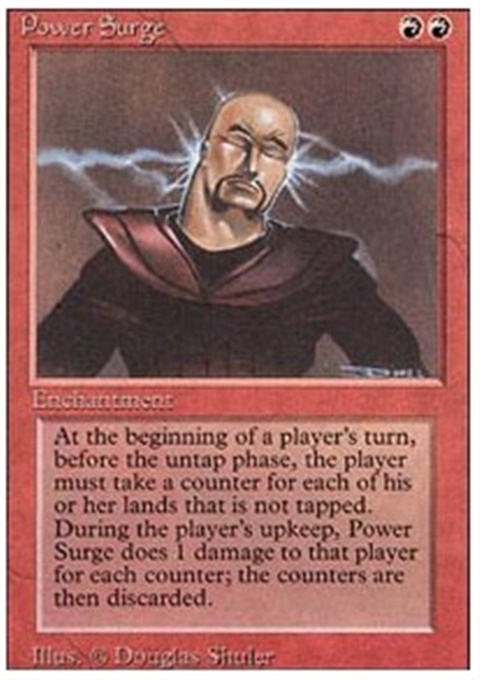 Power Surge
Enchantment
At the beginning of a player's turn,
before the untap phase, the player
must take a counter for each of his
or her lands that is not tapped.
During the player's upkeep, Power
Surge does 1 damage to that player
for each counter; the counters are
then discarded.
Illus. © Douglas Shuler